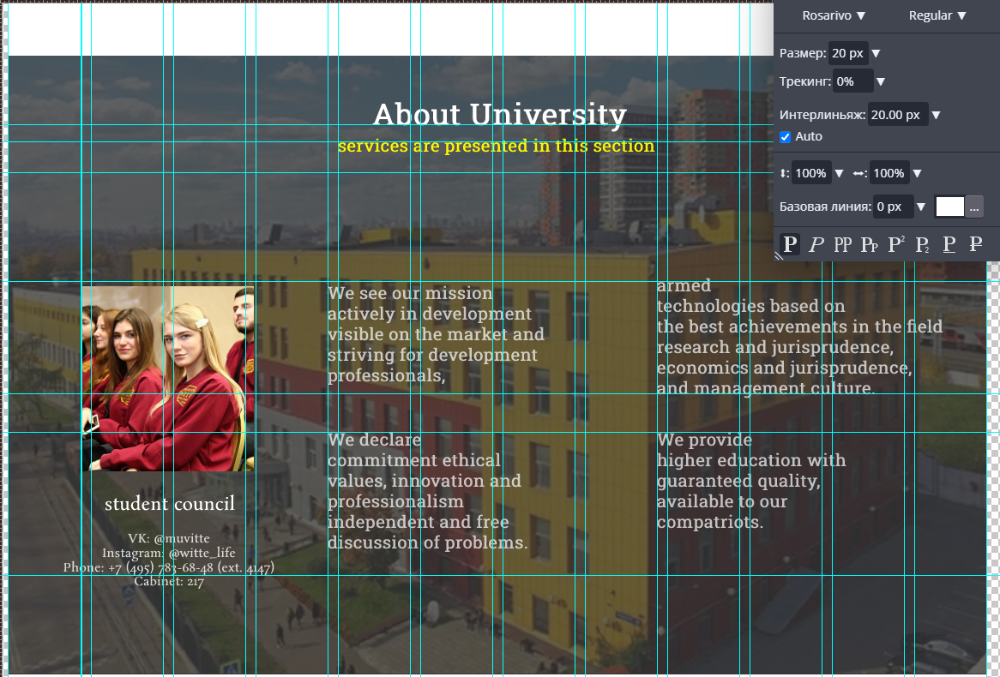 Rosarivo ▼ Regular ▼
Размер: 20 px ▼
Трекинг: 0% ▼
Интерлиньяж: 20.00 px ▼
Auto
100% ▼ 100% ▼
Базовая линия: 0 px ▼ ...
P P PP PP P2 P2 P P
About University
services are presented in this section
We see our mission
actively in development
visible on the market and
striving for development
professionals,
armed
technologies based on
the best achievements in the field
research and jurisprudence,
economics and jurisprudence,
and management culture.
We declare
commitment ethical
values, innovation and
professionalism
independent and free
discussion of problems.
We provide
higher education with
guaranteed quality,
available to our
compatriots.
student council
VK: @muvitte
Instagram: @witte_life
Phone: +7 (495) 783-68-48 (ext. 4147)
Cabinet: 217